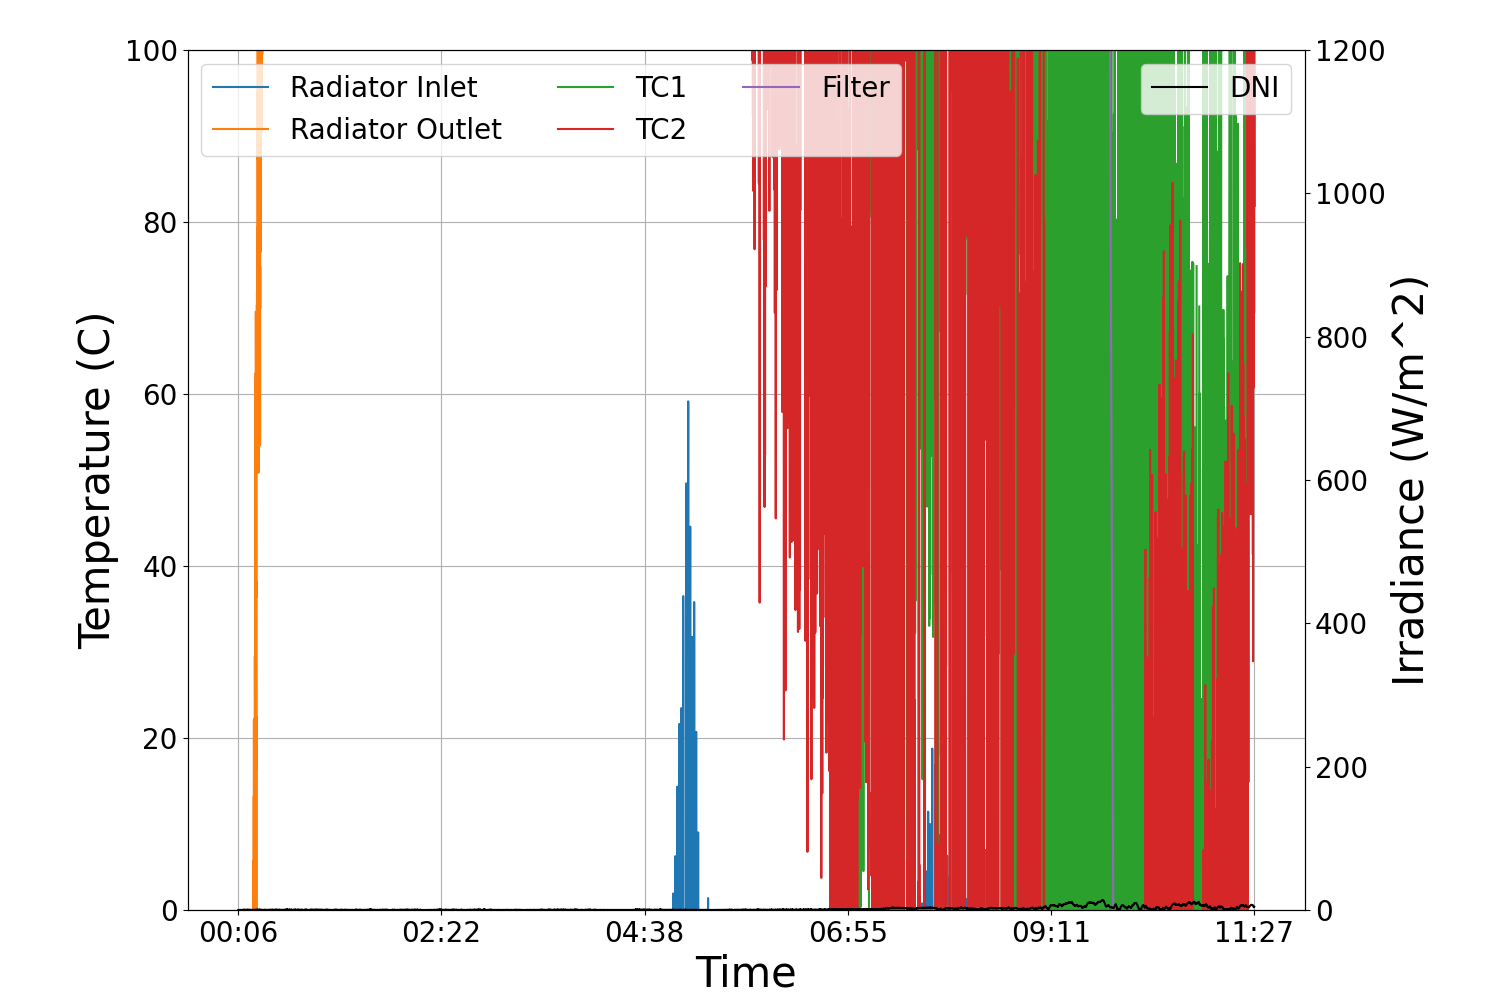 Radiator Inlet
Radiator Outlet
TC1
TC2
Filter
DNI
Temperature (C)
100
80
60
40
20
0
1200
1000
800
600
400
200
0
Irradiance (W/m^2)
00:06 02:22 04:38 06:55 09:11 11:27
Time